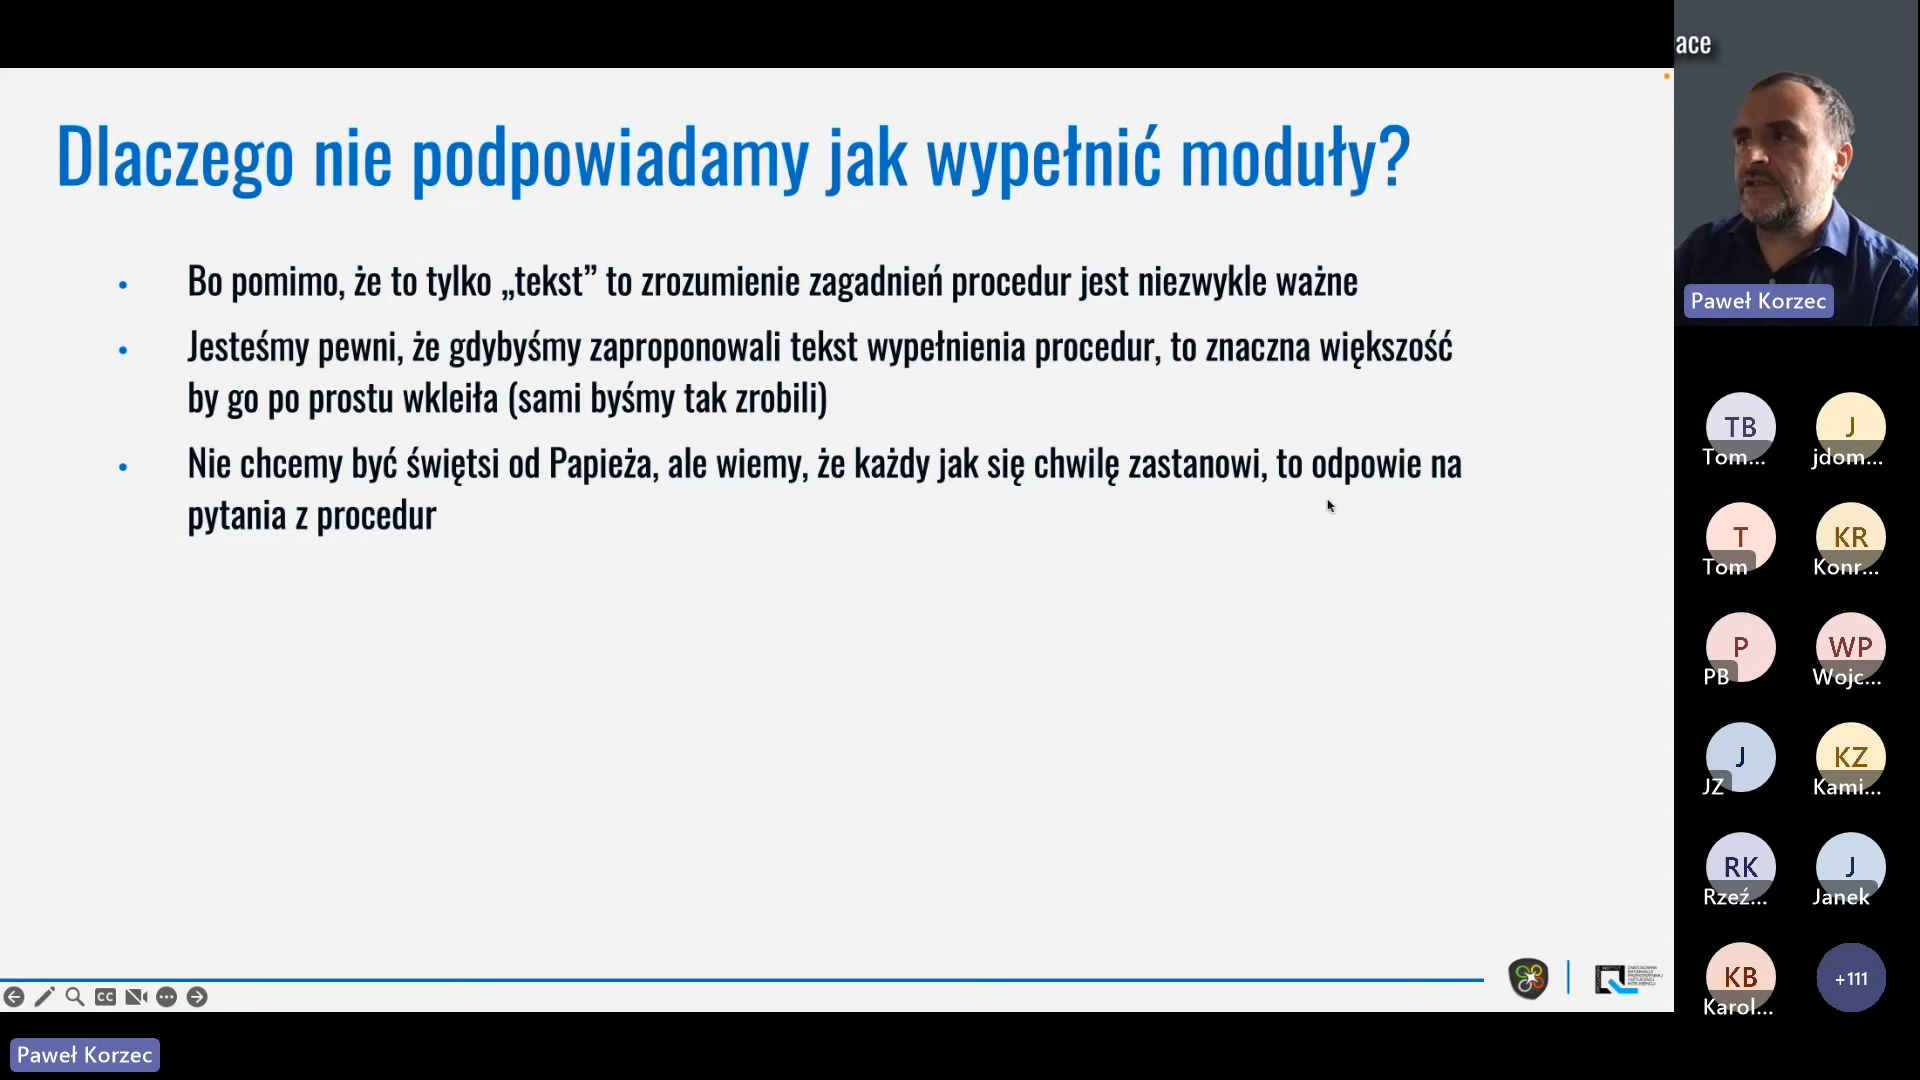 ace
Dlaczego nie podpowiadamy jak wypełnić moduły?
• Bo pomimo, że to tylko „tekst” to zrozumienie zagadnień procedur jest niezwykle ważne
• Jesteśmy pewni, że gdybyśmy zaproponowali tekst wypełnienia procedur, to znaczna większość
by go po prostu wkleiła (sami byśmy tak zrobili)
• Nie chcemy być świętsi od Papieża, ale wiemy, że każdy jak się chwilę zastanowi, to odpowie na
pytania z procedur
Paweł Korzec
TB
Tom...
J
jdom...
T
Tom
KR
Konr...
P
PB
WP
Wojc...
J
JZ
KZ
Kami...
RK
Rzeź...
J
Janek
KB
Karol...
+111
CC
Paweł Korzec